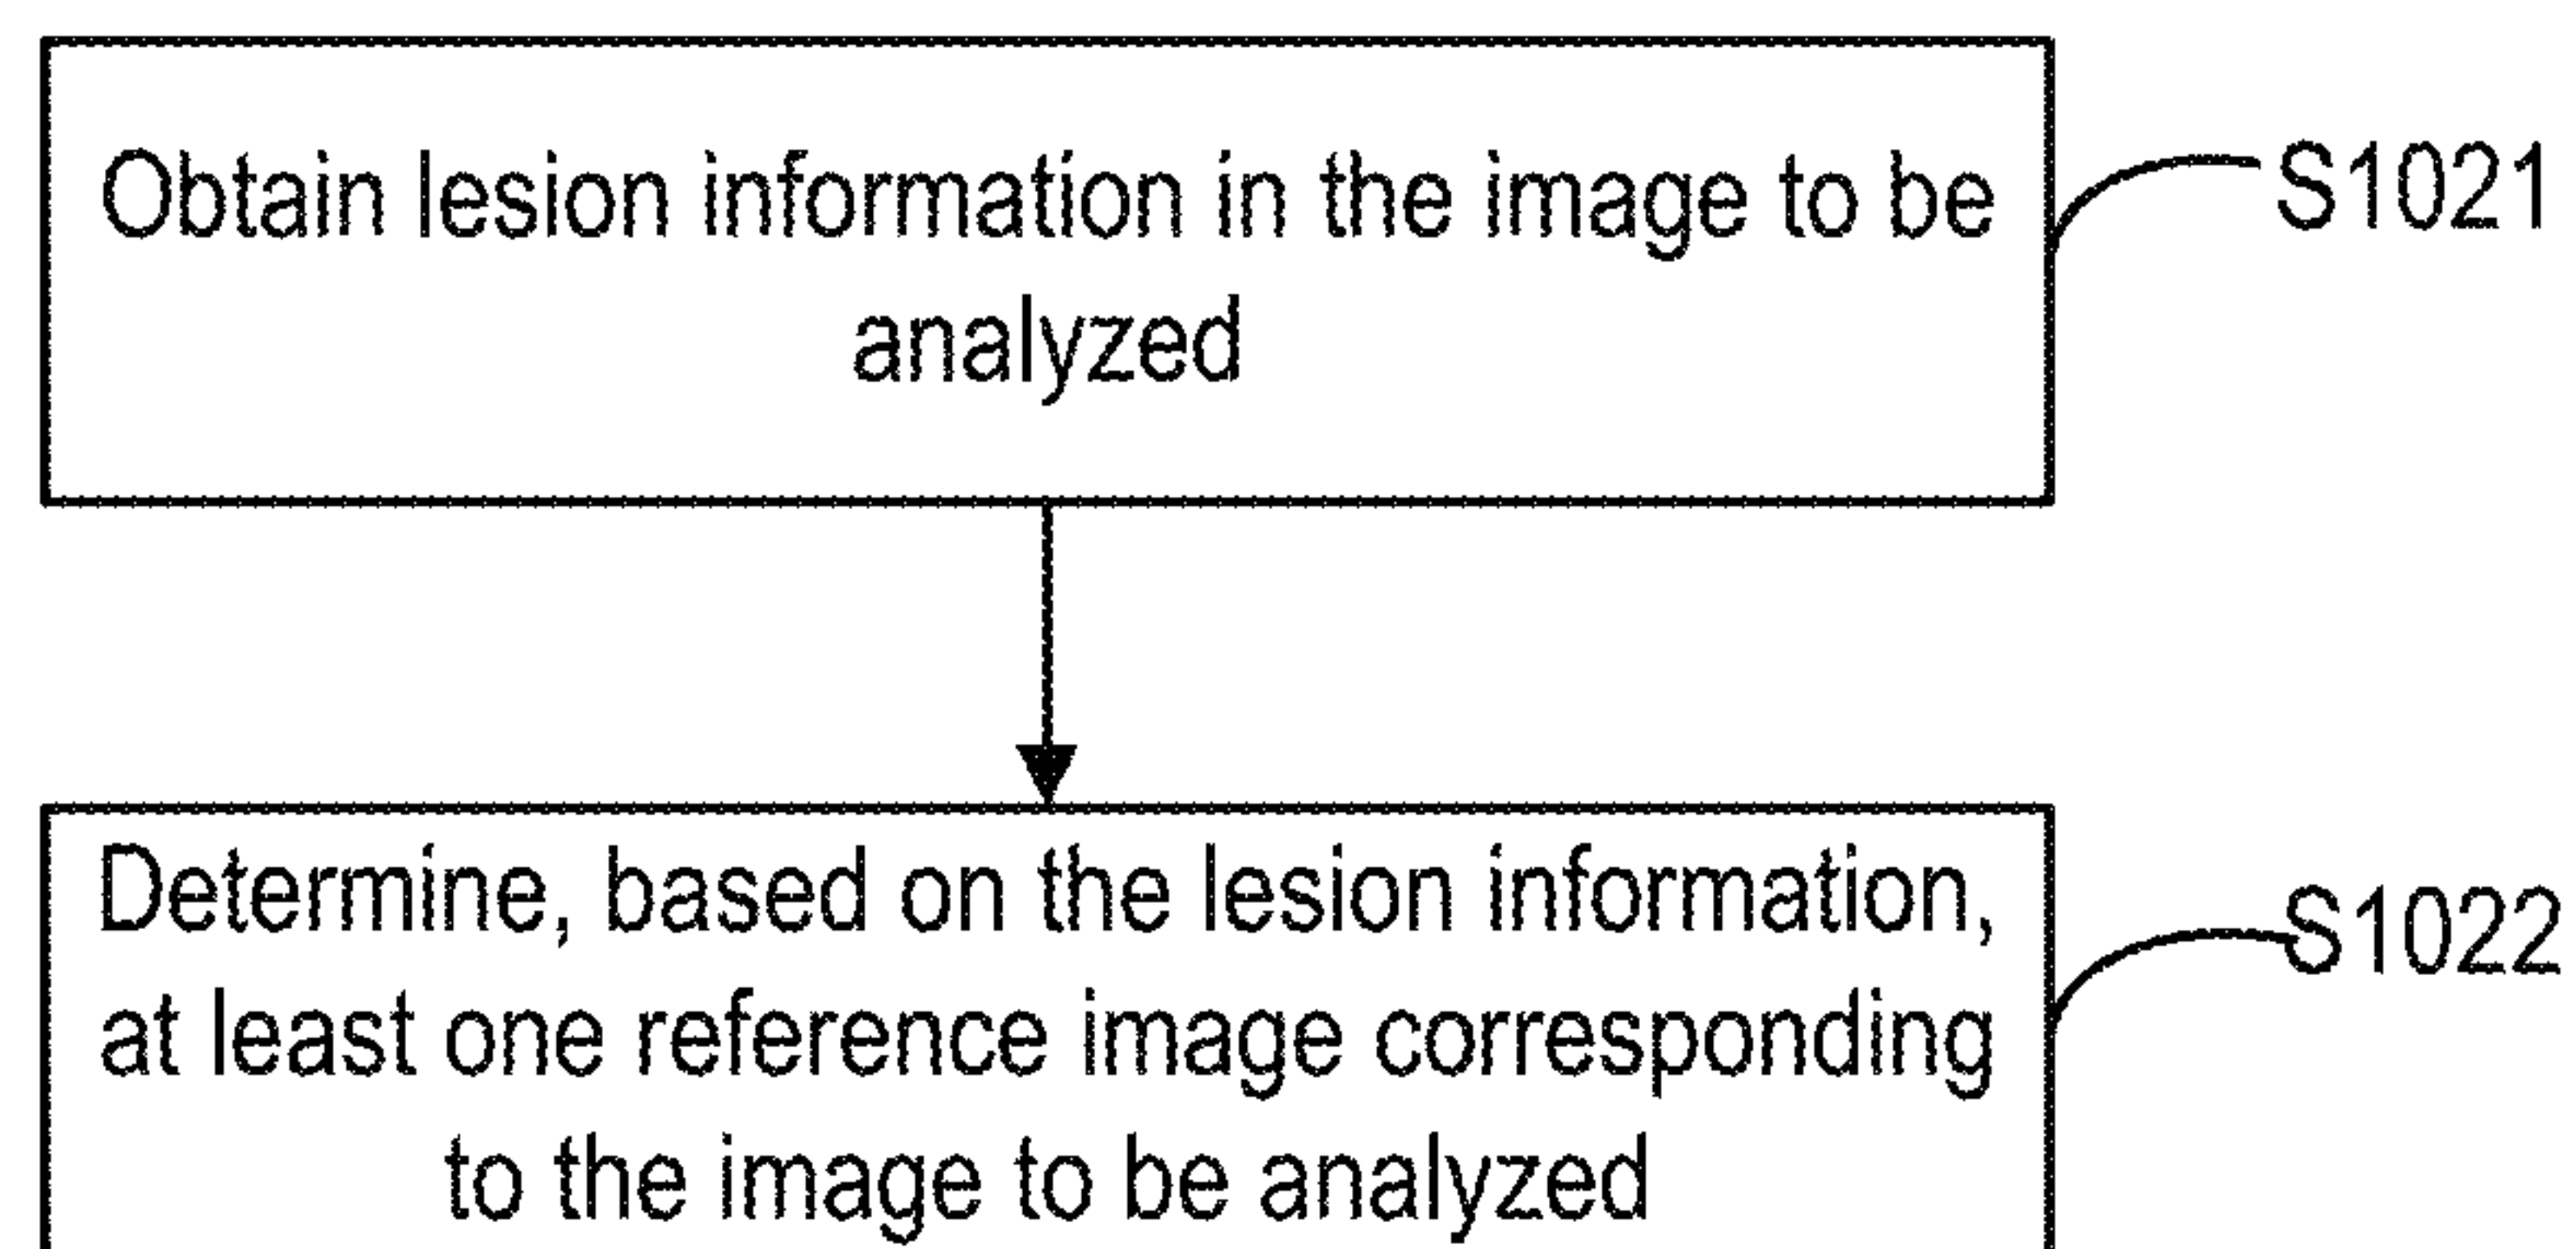 Obtain lesion information in the image to be
analyzed
S1021
Determine, based on the lesion information,
at least one reference image corresponding
to the image to be analyzed
S1022